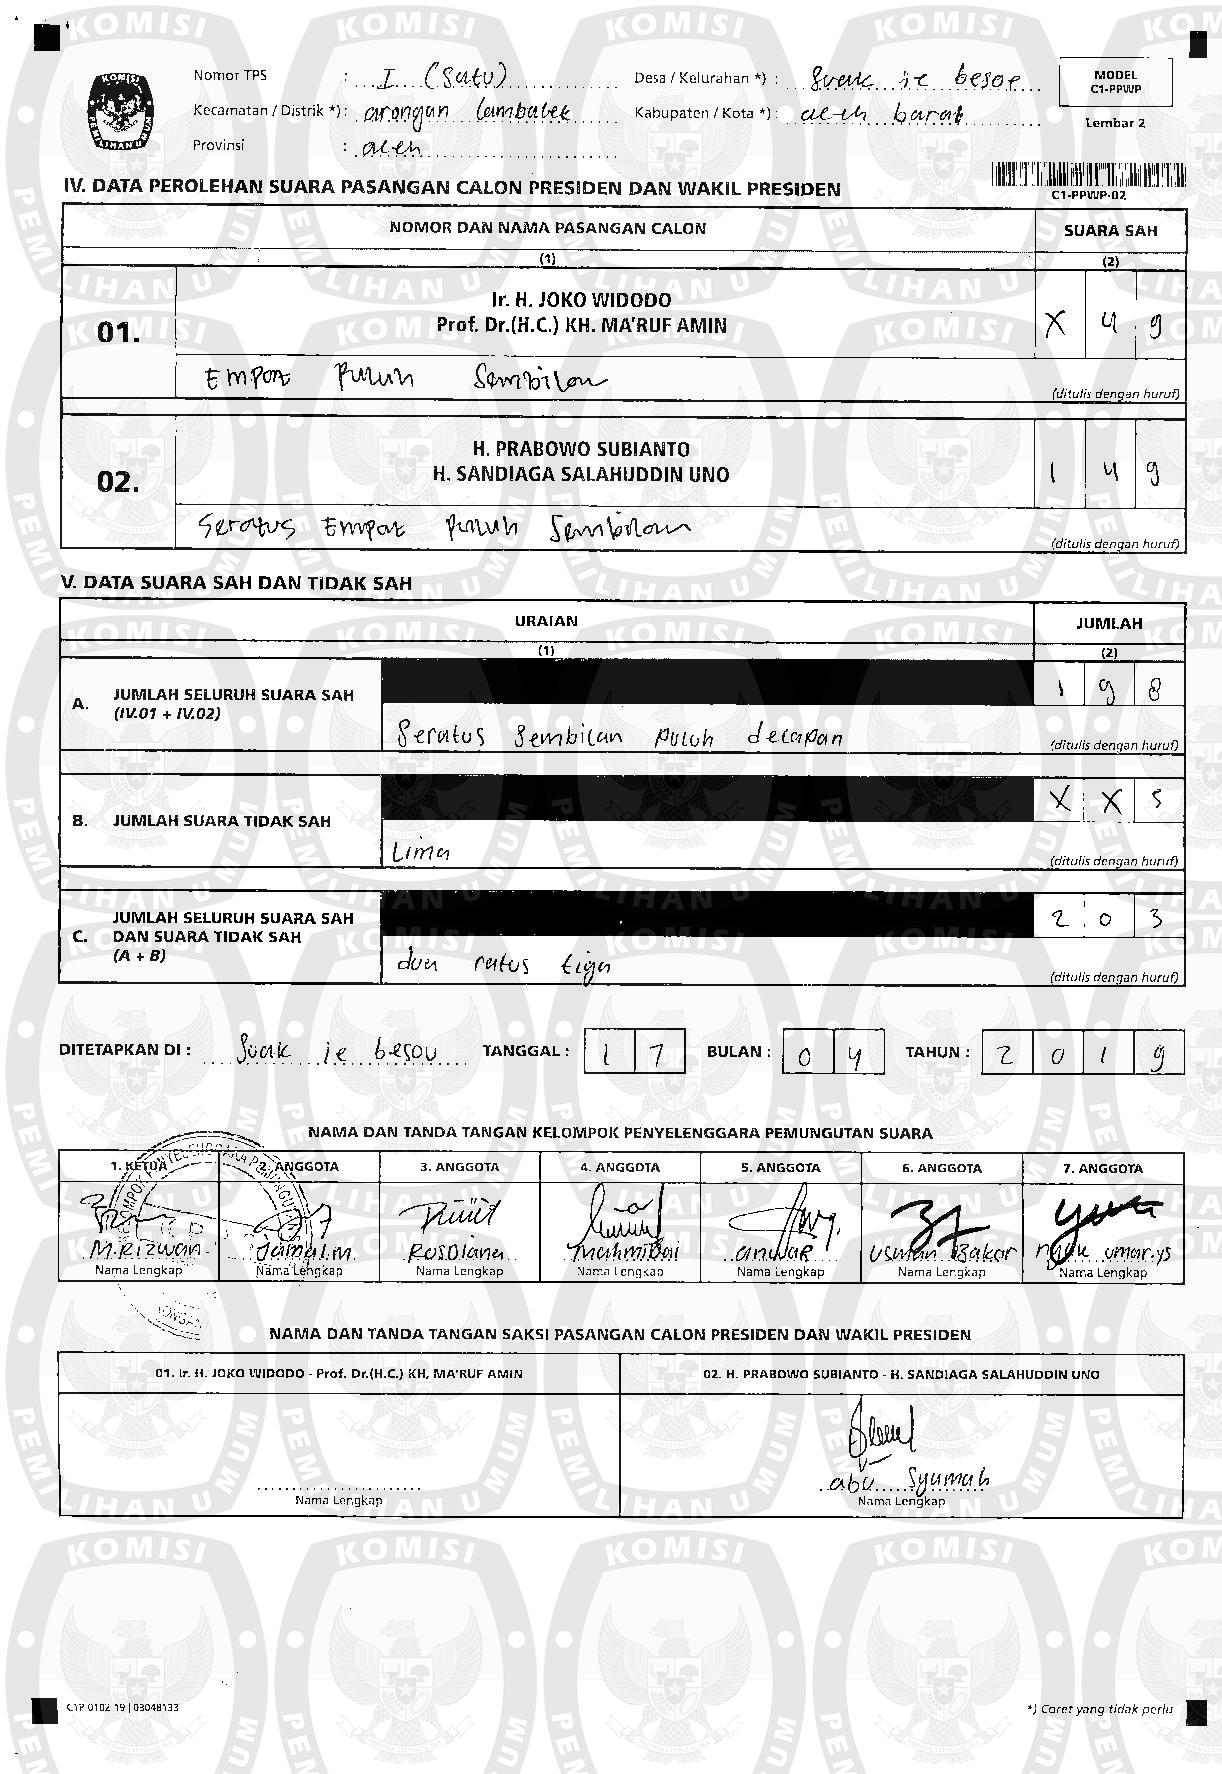 Nomor TPS : I (Satu)
Desa / Kelurahan *) : Suak ie besar
MODEL
C1-PPWP
Kecamatan / Distrik *) : arongan lambalek
Kabupaten / Kota *) : aceh barat
Lembar 2
Provinsi : aceh
IV. DATA PEROLEHAN SUARA PASANGAN CALON PRESIDEN DAN WAKIL PRESIDEN
C1-PPWP-02
NOMOR DAN NAMA PASANGAN CALON SUARA SAH
(1) (2)
01. Ir. H. JOKO WIDODO
Prof. Dr.(H.C.) KH. MA'RUF AMIN X 4 9
Empat Puluh Sembilan
(ditulis dengan huruf)
02. H. PRABOWO SUBIANTO
H. SANDIAGA SALAHUDDIN UNO 1 4 9
Seratus Empat Puluh Sembilan
(ditulis dengan huruf)
V. DATA SUARA SAH DAN TIDAK SAH
URAIAN JUMLAH
(1) (2)
A. JUMLAH SELURUH SUARA SAH
(IV.01 + IV.02) 1 9 8
Seratus Sembilan puluh delapan
(ditulis dengan huruf)
B. JUMLAH SUARA TIDAK SAH X X 5
Lima
(ditulis dengan huruf)
C. JUMLAH SELURUH SUARA SAH
DAN SUARA TIDAK SAH
(A + B) 2 0 3
dua ratus tiga
(ditulis dengan huruf)
DITETAPKAN DI : Suak ie besar TANGGAL : 1 7 BULAN : 0 4 TAHUN : 2 0 1 9
NAMA DAN TANDA TANGAN KELOMPOK PENYELENGGARA PEMUNGUTAN SUARA
1. KETUA 2. ANGGOTA 3. ANGGOTA 4. ANGGOTA 5. ANGGOTA 6. ANGGOTA 7. ANGGOTA
M.Rizwan Jamal.m. Rosdiana anwar usman Bakar umar.ys
Nama Lengkap Nama Lengkap Nama Lengkap Nama Lengkap Nama Lengkap Nama Lengkap Nama Lengkap
NAMA DAN TANDA TANGAN SAKSI PASANGAN CALON PRESIDEN DAN WAKIL PRESIDEN
01. Ir. H. JOKO WIDODO - Prof. Dr.(H.C.) KH. MA'RUF AMIN
02. H. PRABOWO SUBIANTO - H. SANDIAGA SALAHUDDIN UNO
abu Syamah
Nama Lengkap Nama Lengkap
C1P 0102 19 | 03048133
*) Coret yang tidak perlu
KOMISI
PEMILIHAN UMUM